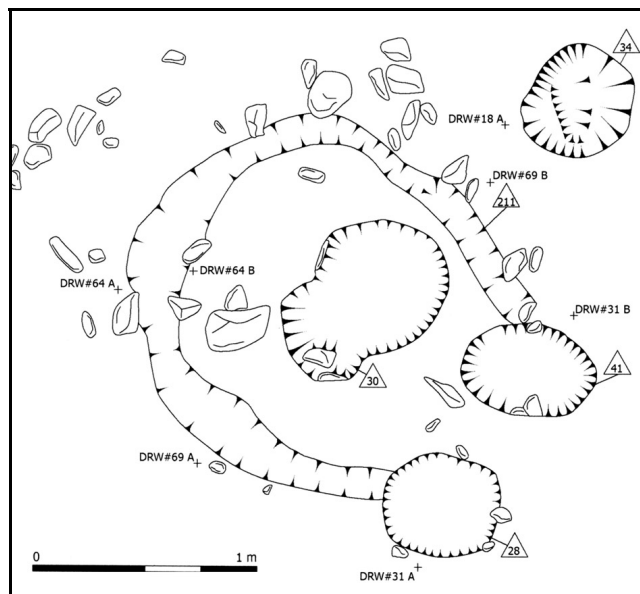 34
DRW#18 A
DRW#69 B
211
DRW#64 B
DRW#64 A
DRW#31 B
41
30
DRW#69 A
0 1 m
28
DRW#31 A